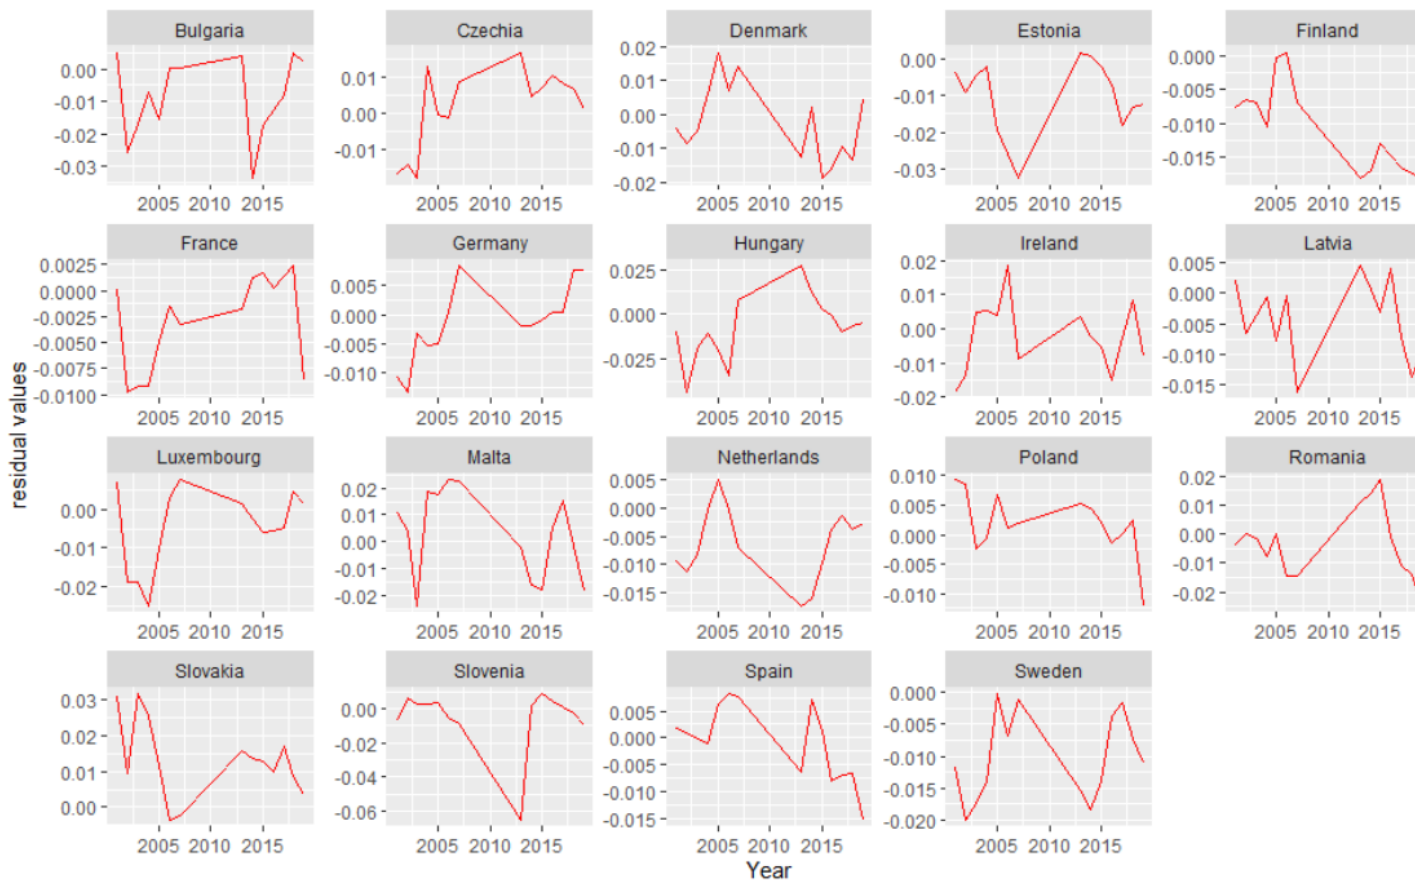 Bulgaria Czechia Denmark Estonia Finland
0.00 -0.01 -0.02 -0.03
0.01 0.00 -0.01
0.02 0.01 0.00 -0.01 -0.02
0.00 -0.01 -0.02 -0.03
0.000 -0.005 -0.010 -0.015
2005 2010 2015 2005 2010 2015 2005 2010 2015 2005 2010 2015 2005 2010 2015
France Germany Hungary Ireland Latvia
0.0025 0.0000 -0.0025 -0.0050 -0.0075 -0.0100
0.005 0.000 -0.005 -0.010
0.025 0.000 -0.025
0.02 0.01 0.00 -0.01 -0.02
0.005 0.000 -0.005 -0.010 -0.015
2005 2010 2015 2005 2010 2015 2005 2010 2015 2005 2010 2015 2005 2010 2015
residual values
Luxembourg Malta Netherlands Poland Romania
0.00 -0.01 -0.02
0.02 0.01 0.00 -0.01 -0.02
0.005 0.000 -0.005 -0.010 -0.015
0.010 0.005 0.000 -0.005 -0.010
0.02 0.01 0.00 -0.01 -0.02
2005 2010 2015 2005 2010 2015 2005 2010 2015 2005 2010 2015 2005 2010 2015
Slovakia Slovenia Spain Sweden
0.03 0.02 0.01 0.00
0.00 -0.02 -0.04 -0.06
0.005 0.000 -0.005 -0.010 -0.015
0.000 -0.005 -0.010 -0.015 -0.020
2005 2010 2015 2005 2010 2015 2005 2010 2015 2005 2010 2015
Year